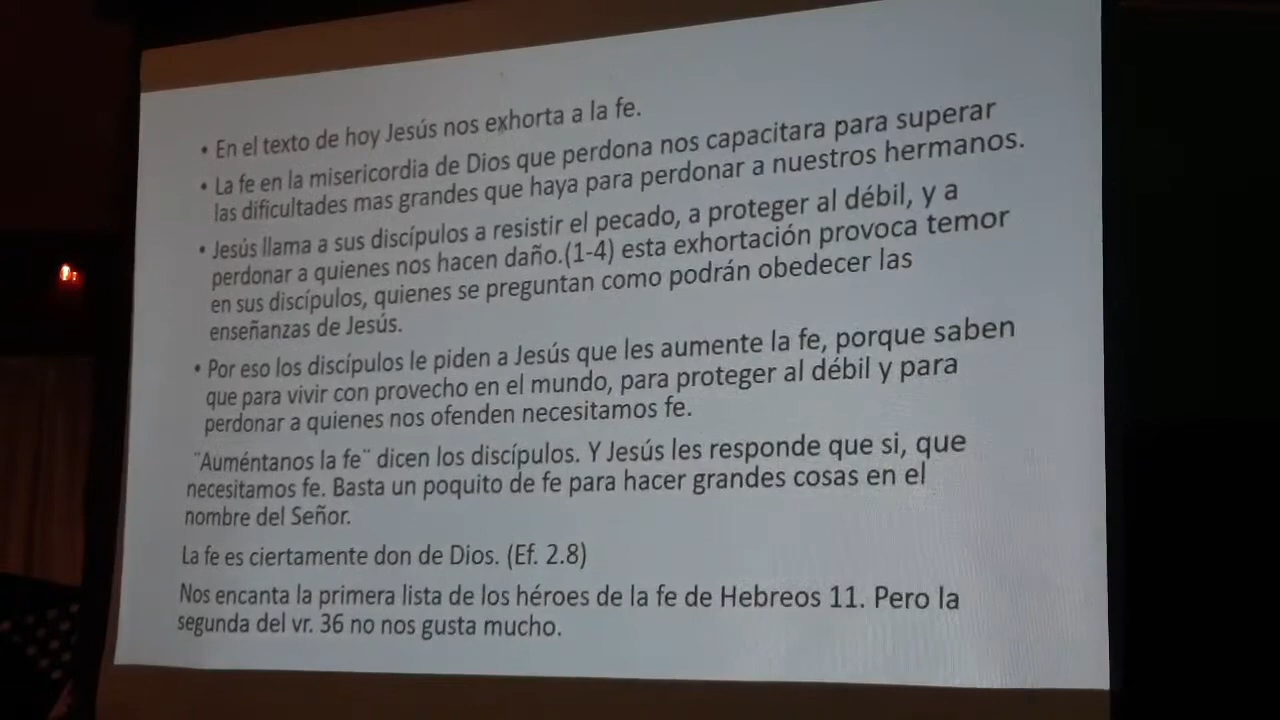 • En el texto de hoy Jesús nos exhorta a la fe.
• La fe en la misericordia de Dios que perdona nos capacitara para superar
las dificultades mas grandes que haya para perdonar a nuestros hermanos.
• Jesús llama a sus discípulos a resistir el pecado, a proteger al débil, y a
perdonar a quienes nos hacen daño.(1-4) esta exhortación provoca temor
en sus discípulos, quienes se preguntan como podrán obedecer las
enseñanzas de Jesús.
• Por eso los discípulos le piden a Jesús que les aumente la fe, porque saben
que para vivir con provecho en el mundo, para proteger al débil y para
perdonar a quienes nos ofenden necesitamos fe.
¨Auméntanos la fe¨ dicen los discípulos. Y Jesús les responde que si, que
necesitamos fe. Basta un poquito de fe para hacer grandes cosas en el
nombre del Señor.
La fe es ciertamente don de Dios. (Ef. 2.8)
Nos encanta la primera lista de los héroes de la fe de Hebreos 11. Pero la
segunda del vr. 36 no nos gusta mucho.